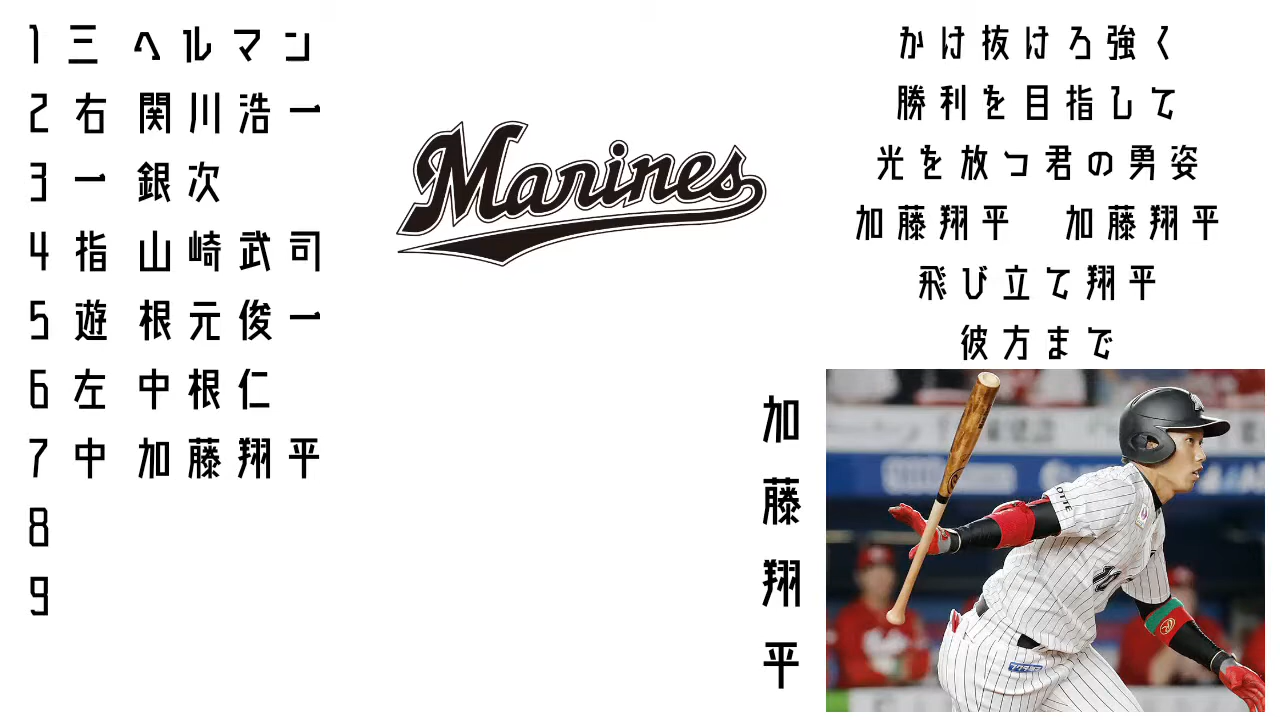 1 三 ヘルマン
2 右 関川浩一
3 一 銀次
4 指 山崎武司
5 遊 根元俊一
6 左 中根仁
7 中 加藤翔平
8
9
Marines
かけ抜けろ強く
勝利を目指して
光を放つ君の勇姿
加藤翔平 加藤翔平
飛び立て翔平
彼方まで
加藤翔平